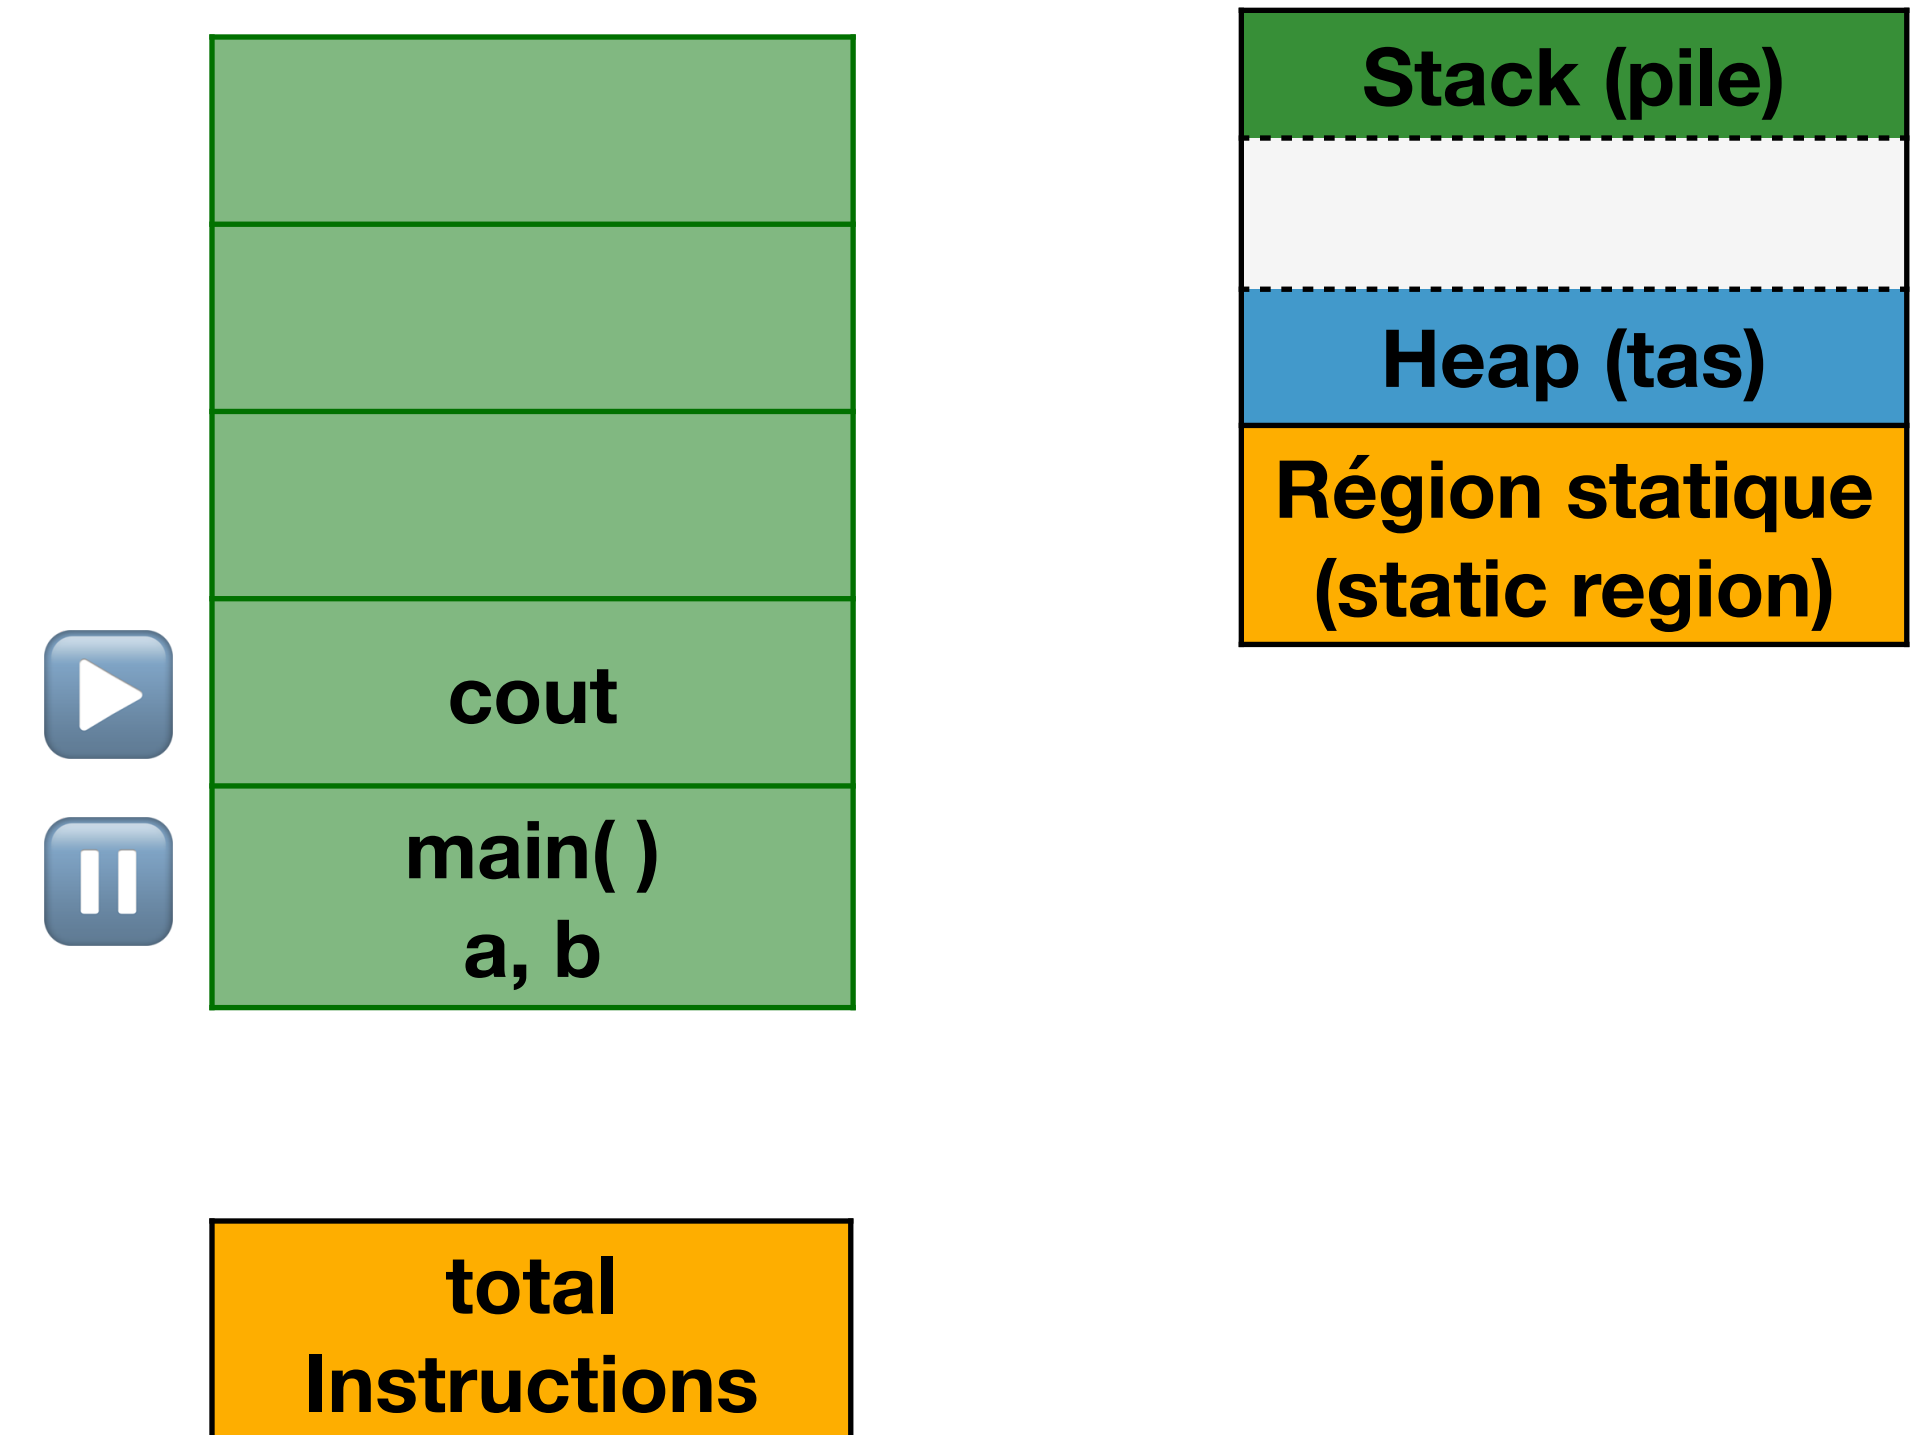 Stack (pile)
Heap (tas)
Région statique
(static region)
cout
main( )
a, b
total
Instructions